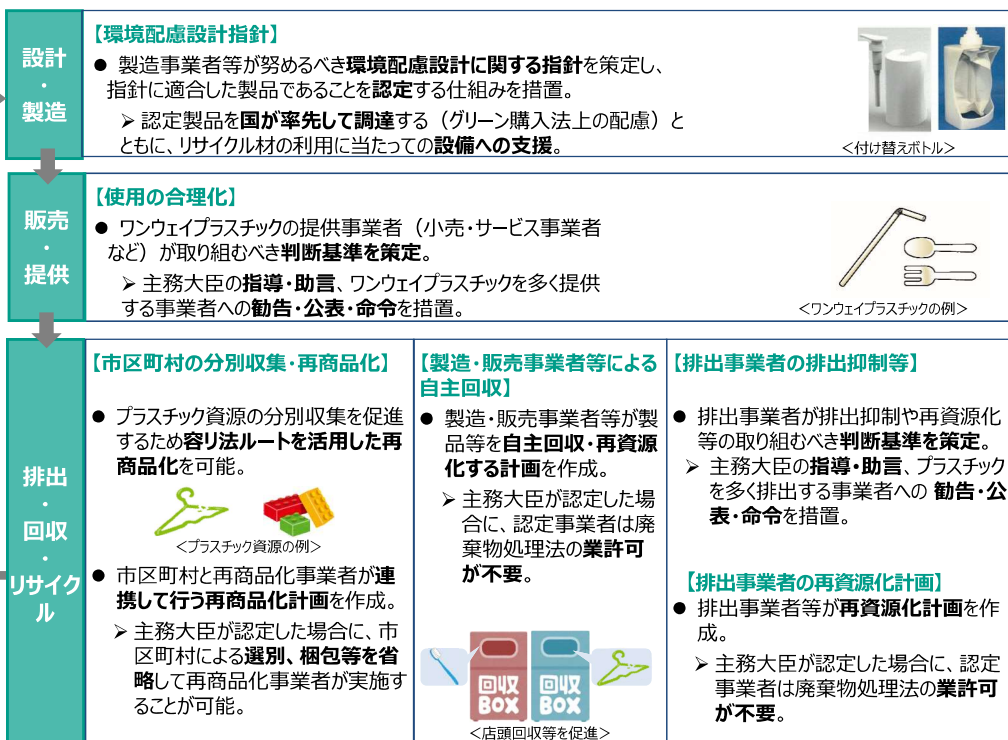 設計
・
製造
【環境配慮設計指針】
● 製造事業者等が努めるべき環境配慮設計に関する指針を策定し、
指針に適合した製品であることを認定する仕組みを措置。
➢ 認定製品を国が率先して調達する（グリーン購入法上の配慮）と
ともに、リサイクル材の利用に当たっての設備への支援。
＜付け替えボトル＞
販売
・
提供
【使用の合理化】
● ワンウェイプラスチックの提供事業者（小売・サービス事業者
など）が取り組むべき判断基準を策定。
➢ 主務大臣の指導・助言、ワンウェイプラスチックを多く提供
する事業者への勧告・公表・命令を措置。
＜ワンウェイプラスチックの例＞
排出
・
回収
・
リサイク
ル
【市区町村の分別収集・再商品化】
● プラスチック資源の分別収集を促進
するため容リ法ルートを活用した再
商品化を可能。
＜プラスチック資源の例＞
● 市区町村と再商品化事業者が連
携して行う再商品化計画を作成。
➢ 主務大臣が認定した場合に、市
区町村による選別、梱包等を省
略して再商品化事業者が実施す
ることが可能。
【製造・販売事業者等による
自主回収】
● 製造・販売事業者等が製
品等を自主回収・再資源
化する計画を作成。
➢ 主務大臣が認定した場
合に、認定事業者は廃
棄物処理法の業許可
が不要。
回収
BOX
回収
BOX
＜店頭回収等を促進＞
【排出事業者の排出抑制等】
● 排出事業者が排出抑制や再資源化
等の取り組むべき判断基準を策定。
➢ 主務大臣の指導・助言、プラスチック
を多く排出する事業者への 勧告・公
表・命令を措置。
【排出事業者の再資源化計画】
● 排出事業者等が再資源化計画を作
成。
➢ 主務大臣が認定した場合に、認定
事業者は廃棄物処理法の業許可
が不要。